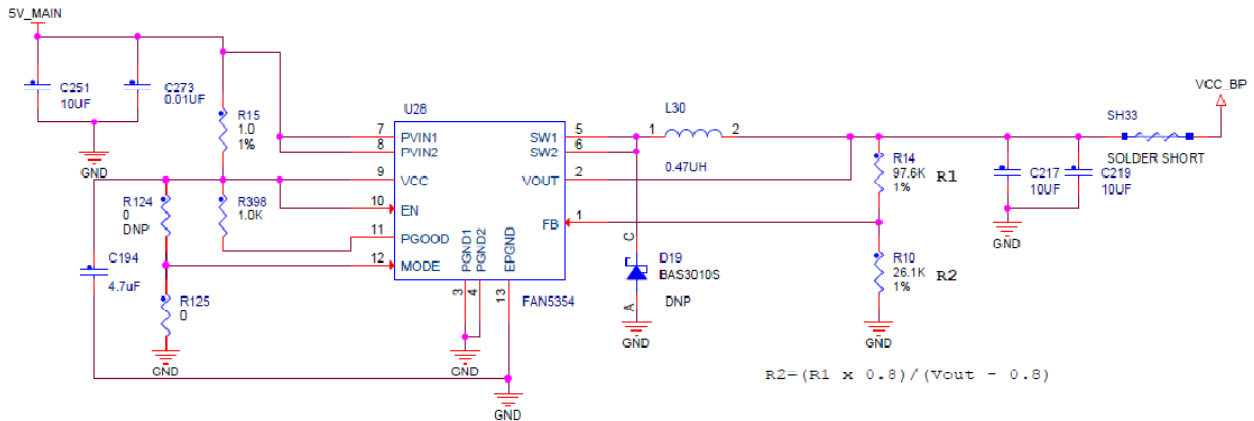 5V_MAIN
C251
10UF
C273
0.01UF
R15
1.0
1%
GND
U28
7
PVIN1
8
PVIN2
9
VCC
10
EN
11
PGOOD
12
MODE
SW1
5
SW2
6
VOUT
2
FB
1
PGND1
PGND2
EPGND
3
4
13
FAN5354
R124
0
DNP
R398
1.0K
C194
4.7uF
R125
0
GND
GND
GND
L30
1
2
0.47UH
C
D19
BAS3010S
DNP
A
GND
R14
97.6K
1%
R1
R10
26.1K
1%
R2
GND
C217
10UF
C219
10UF
GND
SH33
SOLDER SHORT
VCC_BP
R2=(R1 x 0.8)/(Vout - 0.8)